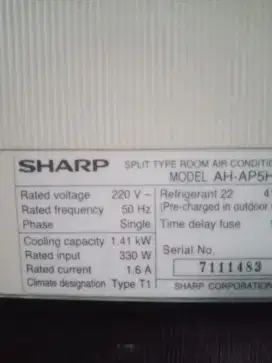 SHARP SPLIT TYPE ROOM AIR
MODEL AH-AP5H
Rated voltage 220 V~
Rated frequency 50 Hz
Phase Single
Cooling capacity 1.41 kW
Rated input 330 W
Rated current 1.6 A
Climate designation Type T1
Refrigerant 22
(Pre-charged in outdoor
Time delay fuse
Serial No.
7111483
SHARP CORPORATION